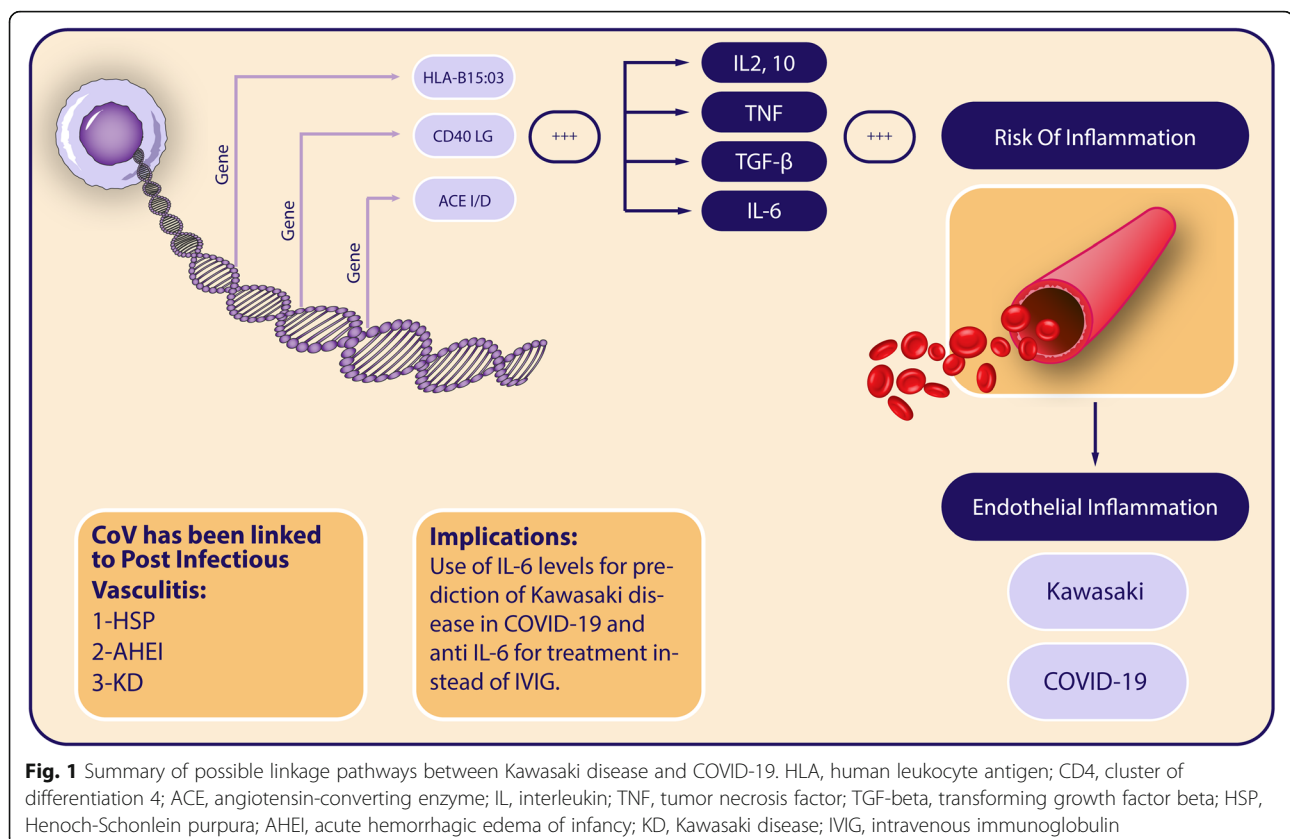 HLA-B15:03
CD40 LG
ACE I/D
Gene
Gene
Gene
+++
IL2, 10
TNF
TGF-β
IL-6
+++
Risk Of Inflammation
Endothelial Inflammation
Kawasaki
COVID-19
CoV has been linked
to Post Infectious
Vasculitis:
1-HSP
2-AHEI
3-KD
Implications:
Use of IL-6 levels for pre-
diction of Kawasaki dis-
ease in COVID-19 and
anti IL-6 for treatment in-
stead of IVIG.
Fig. 1 Summary of possible linkage pathways between Kawasaki disease and COVID-19. HLA, human leukocyte antigen; CD4, cluster of
differentiation 4; ACE, angiotensin-converting enzyme; IL, interleukin; TNF, tumor necrosis factor; TGF-beta, transforming growth factor beta; HSP,
Henoch-Schonlein purpura; AHEI, acute hemorrhagic edema of infancy; KD, Kawasaki disease; IVIG, intravenous immunoglobulin